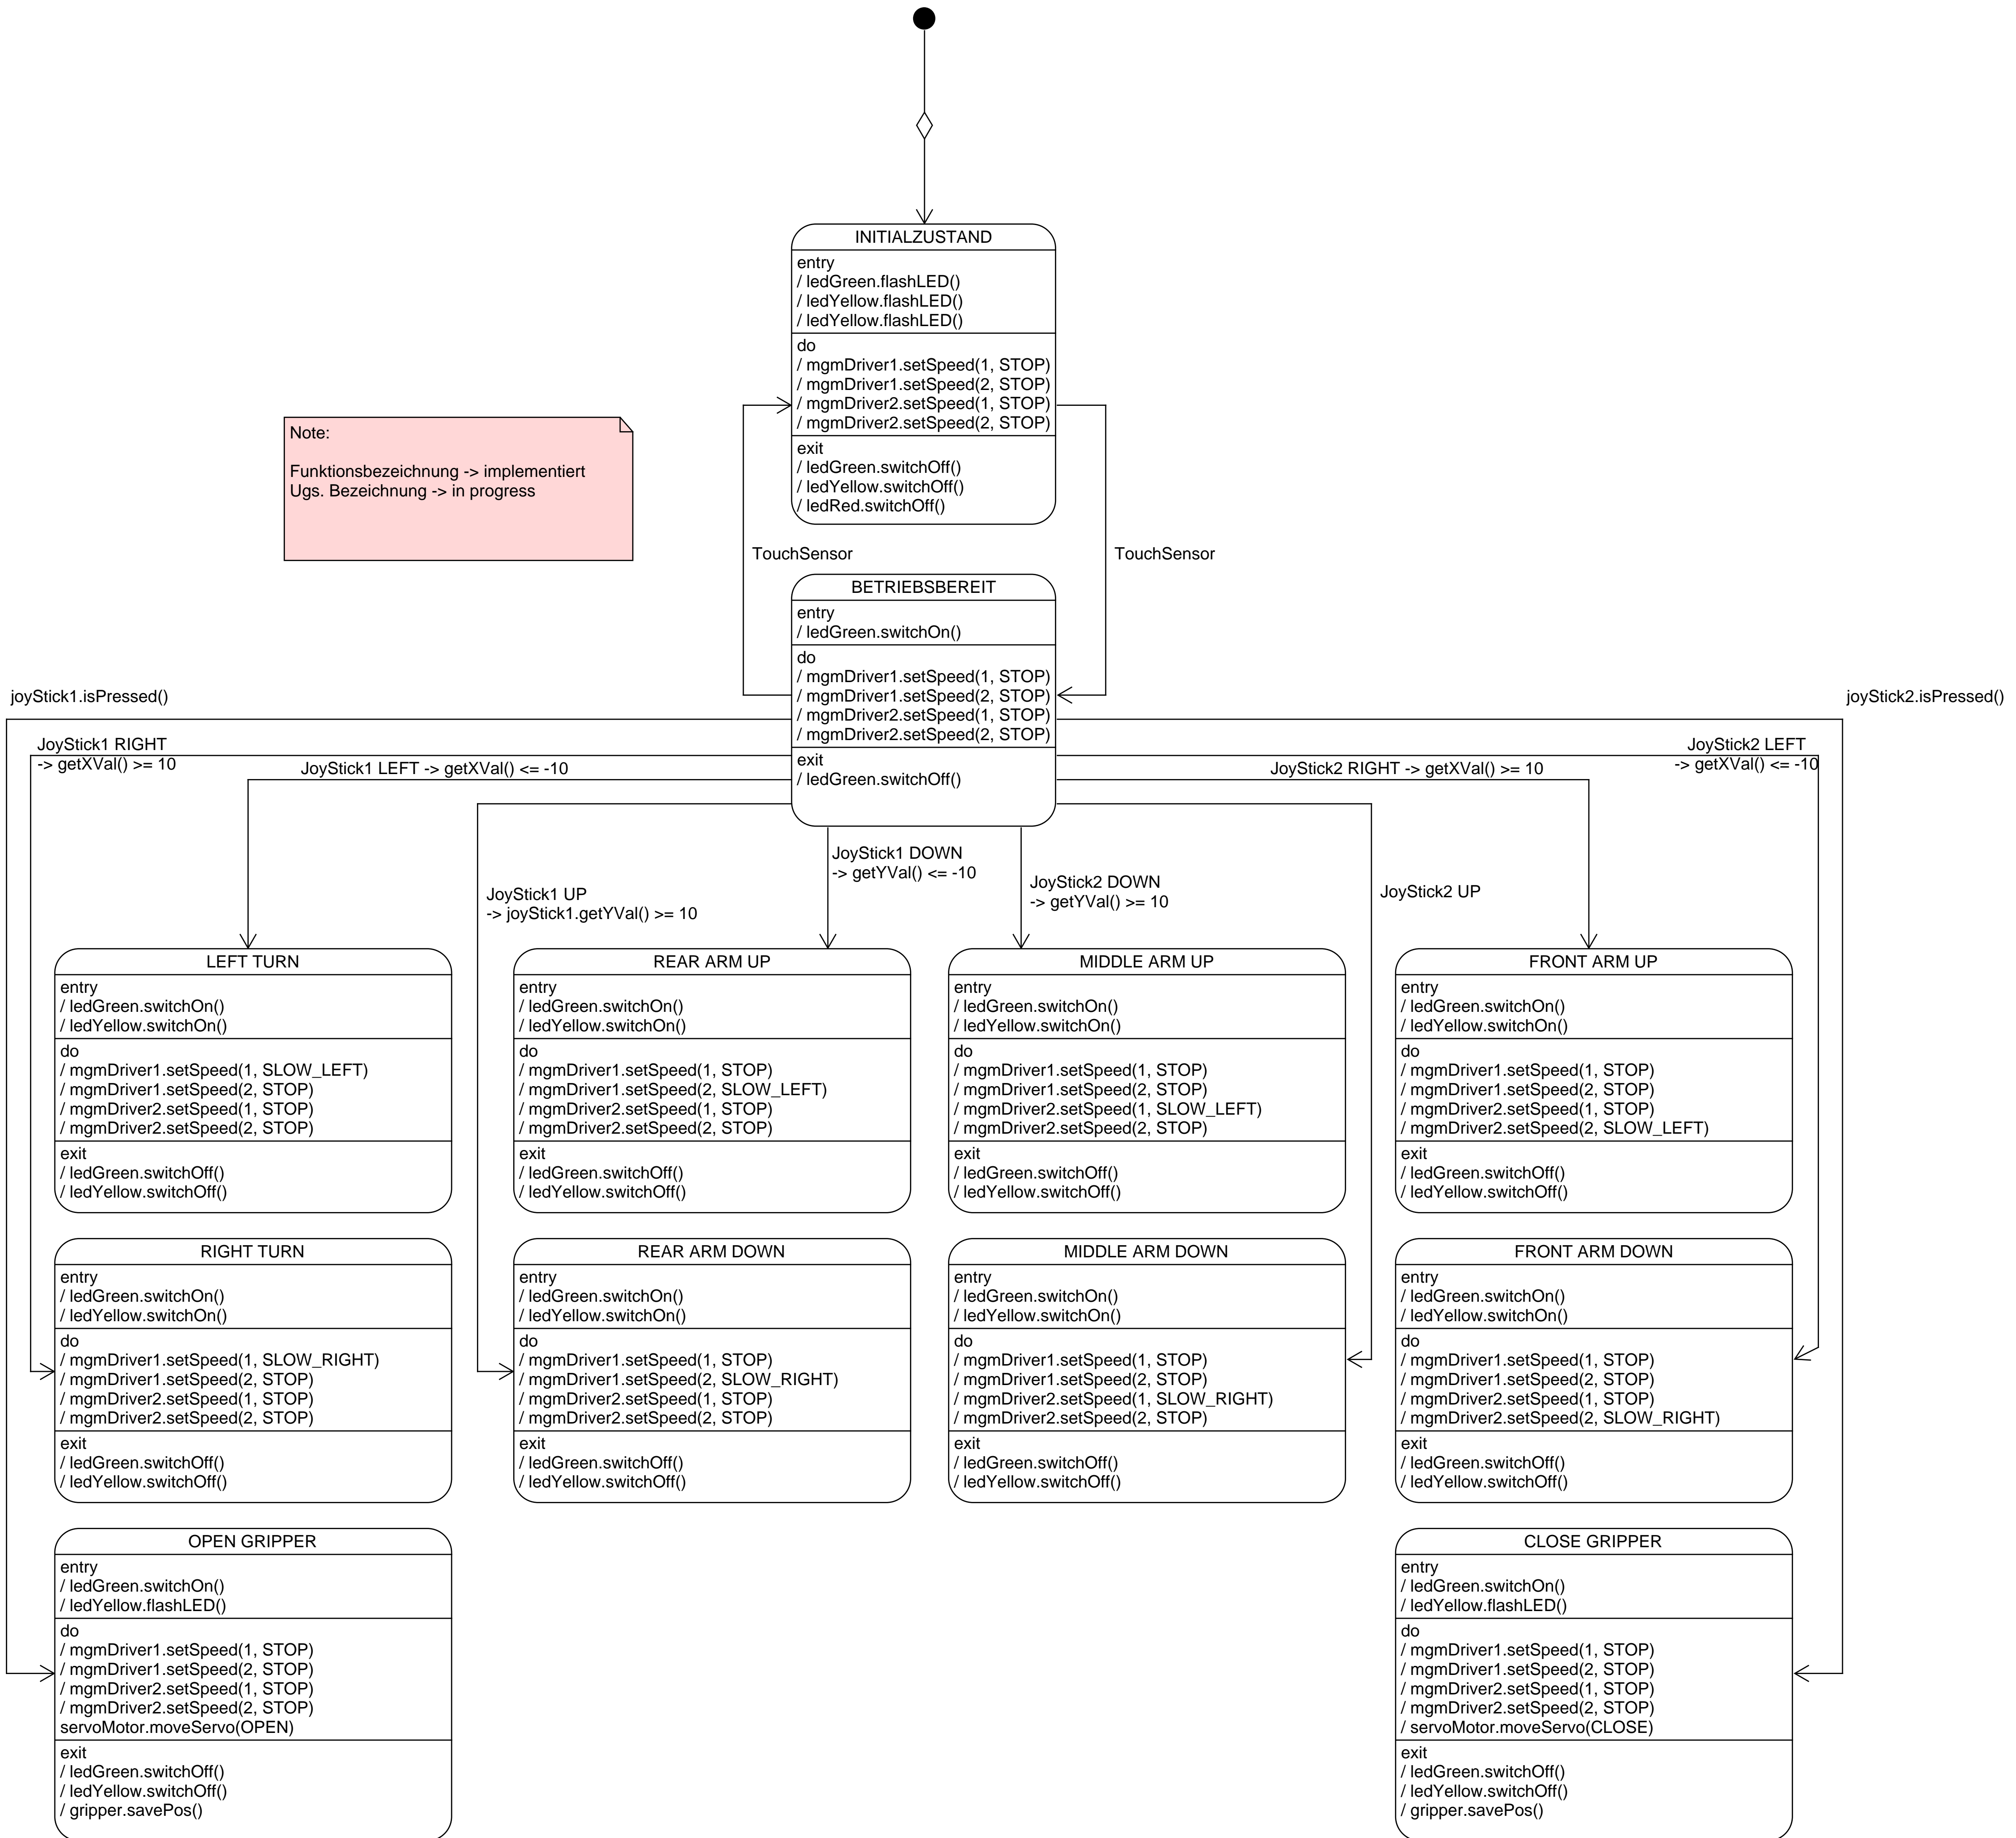 INITIALZUSTAND
entry
/ ledGreen.flashLED()
/ ledYellow.flashLED()
/ ledYellow.flashLED()
do
/ mgmDriver1.setSpeed(1, STOP)
/ mgmDriver1.setSpeed(2, STOP)
/ mgmDriver2.setSpeed(1, STOP)
/ mgmDriver2.setSpeed(2, STOP)
exit
/ ledGreen.switchOff()
/ ledYellow.switchOff()
/ ledRed.switchOff()
Note:
Funktionsbezeichnung -> implementiert
Ugs. Bezeichnung -> in progress
TouchSensor
TouchSensor
BETRIEBSBEREIT
entry
/ ledGreen.switchOn()
do
/ mgmDriver1.setSpeed(1, STOP)
/ mgmDriver1.setSpeed(2, STOP)
/ mgmDriver2.setSpeed(1, STOP)
/ mgmDriver2.setSpeed(2, STOP)
exit
/ ledGreen.switchOff()
joyStick1.isPressed()
joyStick2.isPressed()
JoyStick1 RIGHT
-> getXVal() >= 10
JoyStick1 LEFT -> getXVal() <= -10
JoyStick2 RIGHT -> getXVal() >= 10
JoyStick2 LEFT
-> getXVal() <= -10
JoyStick1 UP
-> joyStick1.getYVal() >= 10
JoyStick1 DOWN
-> getYVal() <= -10
JoyStick2 DOWN
-> getYVal() >= 10
JoyStick2 UP
LEFT TURN
entry
/ ledGreen.switchOn()
/ ledYellow.switchOn()
do
/ mgmDriver1.setSpeed(1, SLOW_LEFT)
/ mgmDriver1.setSpeed(2, STOP)
/ mgmDriver2.setSpeed(1, STOP)
/ mgmDriver2.setSpeed(2, STOP)
exit
/ ledGreen.switchOff()
/ ledYellow.switchOff()
REAR ARM UP
entry
/ ledGreen.switchOn()
/ ledYellow.switchOn()
do
/ mgmDriver1.setSpeed(1, STOP)
/ mgmDriver1.setSpeed(2, SLOW_LEFT)
/ mgmDriver2.setSpeed(1, STOP)
/ mgmDriver2.setSpeed(2, STOP)
exit
/ ledGreen.switchOff()
/ ledYellow.switchOff()
MIDDLE ARM UP
entry
/ ledGreen.switchOn()
/ ledYellow.switchOn()
do
/ mgmDriver1.setSpeed(1, STOP)
/ mgmDriver1.setSpeed(2, STOP)
/ mgmDriver2.setSpeed(1, SLOW_LEFT)
/ mgmDriver2.setSpeed(2, STOP)
exit
/ ledGreen.switchOff()
/ ledYellow.switchOff()
FRONT ARM UP
entry
/ ledGreen.switchOn()
/ ledYellow.switchOn()
do
/ mgmDriver1.setSpeed(1, STOP)
/ mgmDriver1.setSpeed(2, STOP)
/ mgmDriver2.setSpeed(1, STOP)
/ mgmDriver2.setSpeed(2, SLOW_LEFT)
exit
/ ledGreen.switchOff()
/ ledYellow.switchOff()
RIGHT TURN
entry
/ ledGreen.switchOn()
/ ledYellow.switchOn()
do
/ mgmDriver1.setSpeed(1, SLOW_RIGHT)
/ mgmDriver1.setSpeed(2, STOP)
/ mgmDriver2.setSpeed(1, STOP)
/ mgmDriver2.setSpeed(2, STOP)
exit
/ ledGreen.switchOff()
/ ledYellow.switchOff()
REAR ARM DOWN
entry
/ ledGreen.switchOn()
/ ledYellow.switchOn()
do
/ mgmDriver1.setSpeed(1, STOP)
/ mgmDriver1.setSpeed(2, SLOW_RIGHT)
/ mgmDriver2.setSpeed(1, STOP)
/ mgmDriver2.setSpeed(2, STOP)
exit
/ ledGreen.switchOff()
/ ledYellow.switchOff()
MIDDLE ARM DOWN
entry
/ ledGreen.switchOn()
/ ledYellow.switchOn()
do
/ mgmDriver1.setSpeed(1, STOP)
/ mgmDriver1.setSpeed(2, STOP)
/ mgmDriver2.setSpeed(1, SLOW_RIGHT)
/ mgmDriver2.setSpeed(2, STOP)
exit
/ ledGreen.switchOff()
/ ledYellow.switchOff()
FRONT ARM DOWN
entry
/ ledGreen.switchOn()
/ ledYellow.switchOn()
do
/ mgmDriver1.setSpeed(1, STOP)
/ mgmDriver1.setSpeed(2, STOP)
/ mgmDriver2.setSpeed(1, STOP)
/ mgmDriver2.setSpeed(2, SLOW_RIGHT)
exit
/ ledGreen.switchOff()
/ ledYellow.switchOff()
OPEN GRIPPER
entry
/ ledGreen.switchOn()
/ ledYellow.flashLED()
do
/ mgmDriver1.setSpeed(1, STOP)
/ mgmDriver1.setSpeed(2, STOP)
/ mgmDriver2.setSpeed(1, STOP)
/ mgmDriver2.setSpeed(2, STOP)
servoMotor.moveServo(OPEN)
exit
/ ledGreen.switchOff()
/ ledYellow.switchOff()
/ gripper.savePos()
CLOSE GRIPPER
entry
/ ledGreen.switchOn()
/ ledYellow.flashLED()
do
/ mgmDriver1.setSpeed(1, STOP)
/ mgmDriver1.setSpeed(2, STOP)
/ mgmDriver2.setSpeed(1, STOP)
/ mgmDriver2.setSpeed(2, STOP)
/ servoMotor.moveServo(CLOSE)
exit
/ ledGreen.switchOff()
/ ledYellow.switchOff()
/ gripper.savePos()